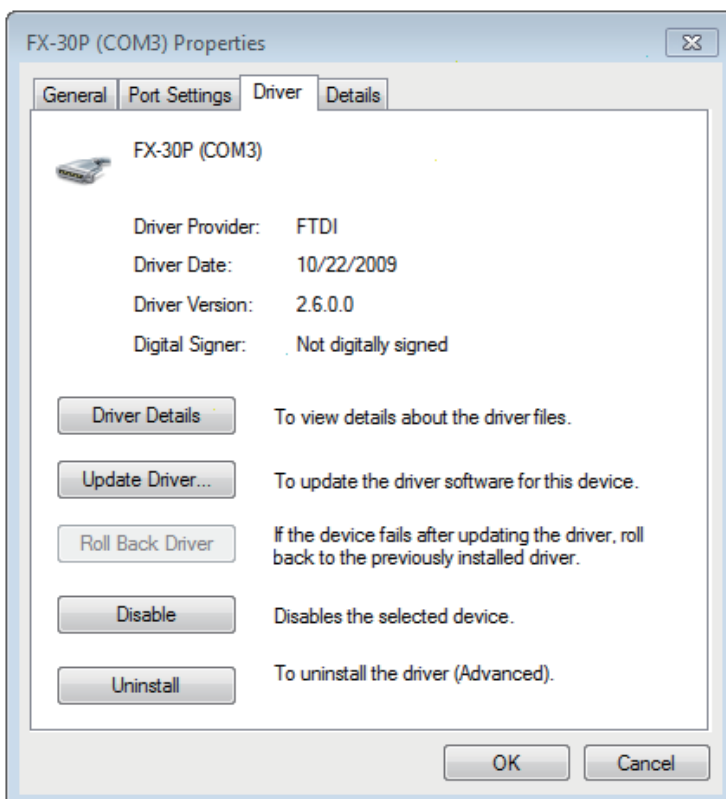 FX-30P (COM3) Properties
General Port Settings Driver Details
FX-30P (COM3)
Driver Provider: FTDI
Driver Date: 10/22/2009
Driver Version: 2.6.0.0
Digital Signer: Not digitally signed
Driver Details To view details about the driver files.
Update Driver... To update the driver software for this device.
Roll Back Driver If the device fails after updating the driver, roll
back to the previously installed driver.
Disable Disables the selected device.
Uninstall To uninstall the driver (Advanced).
OK Cancel